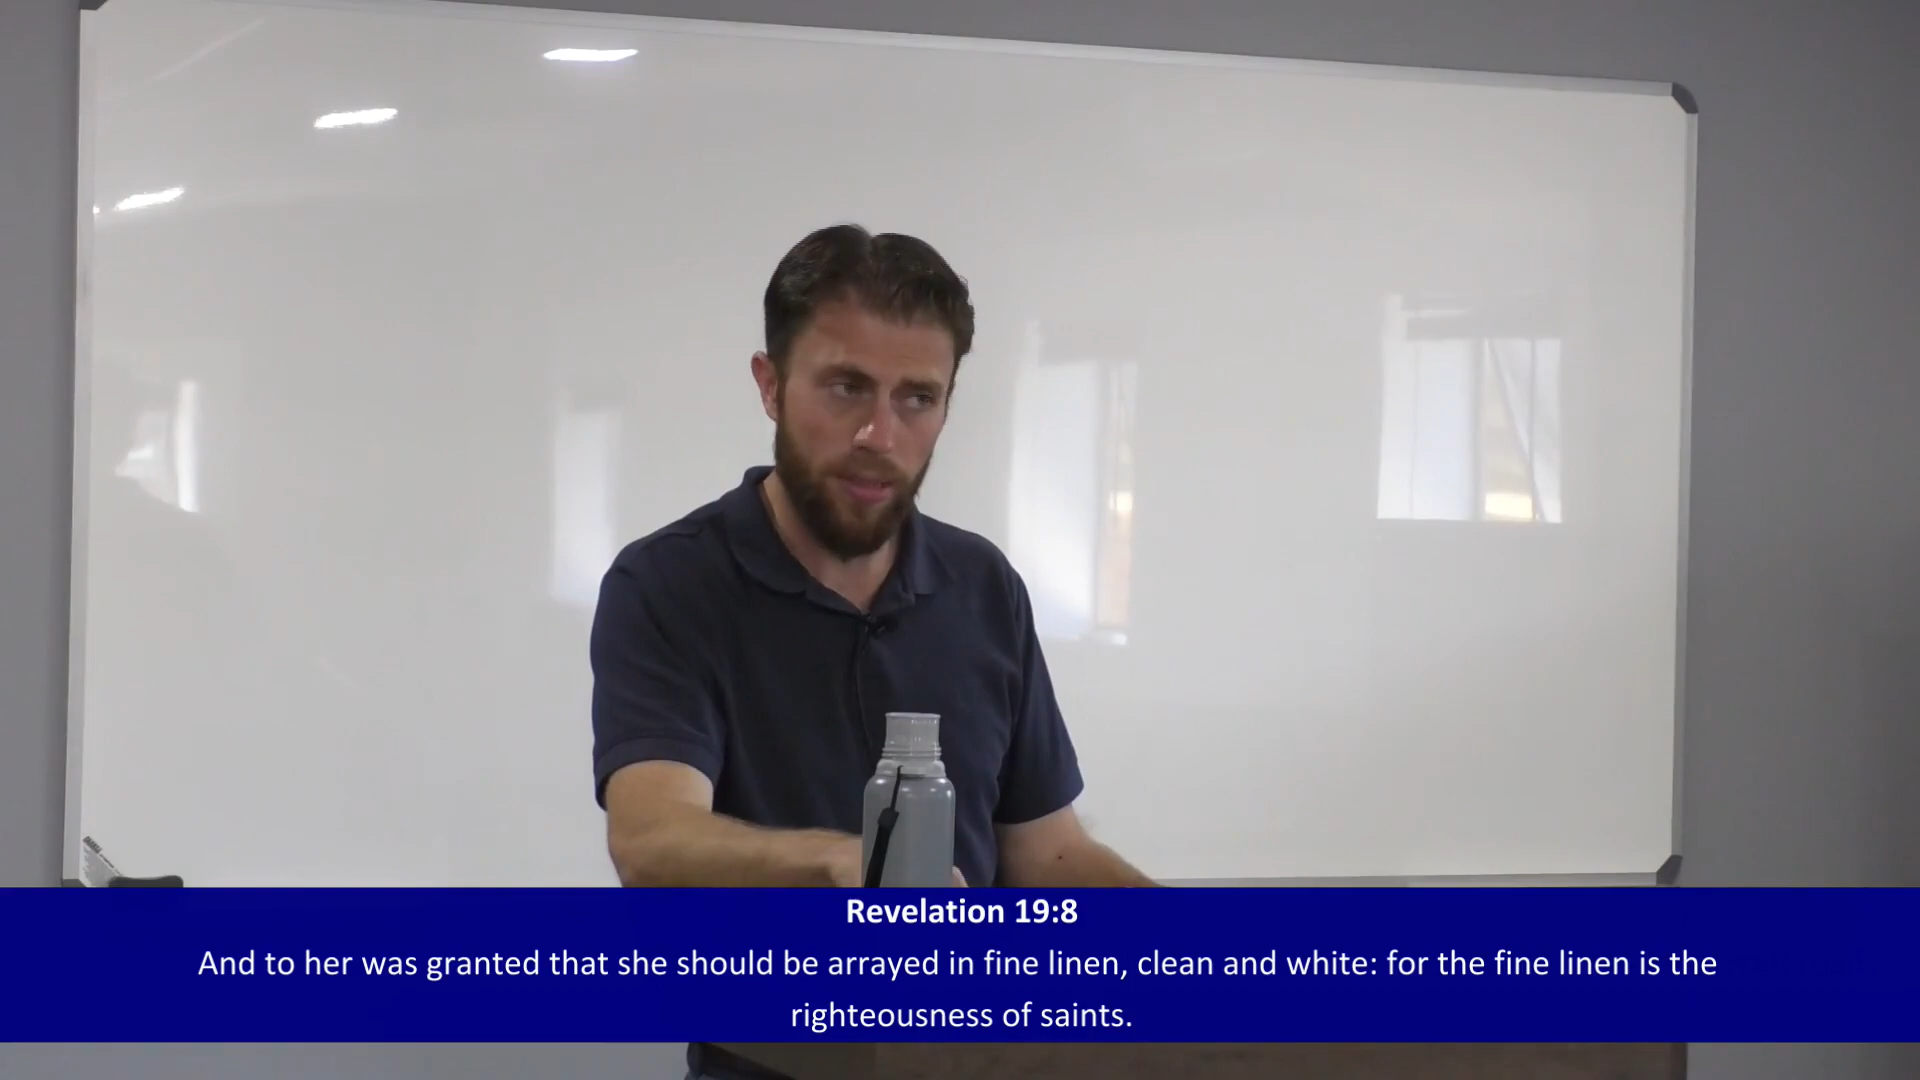 Revelation 19:8
And to her was granted that she should be arrayed in fine linen, clean and white: for the fine linen is the
righteousness of saints.